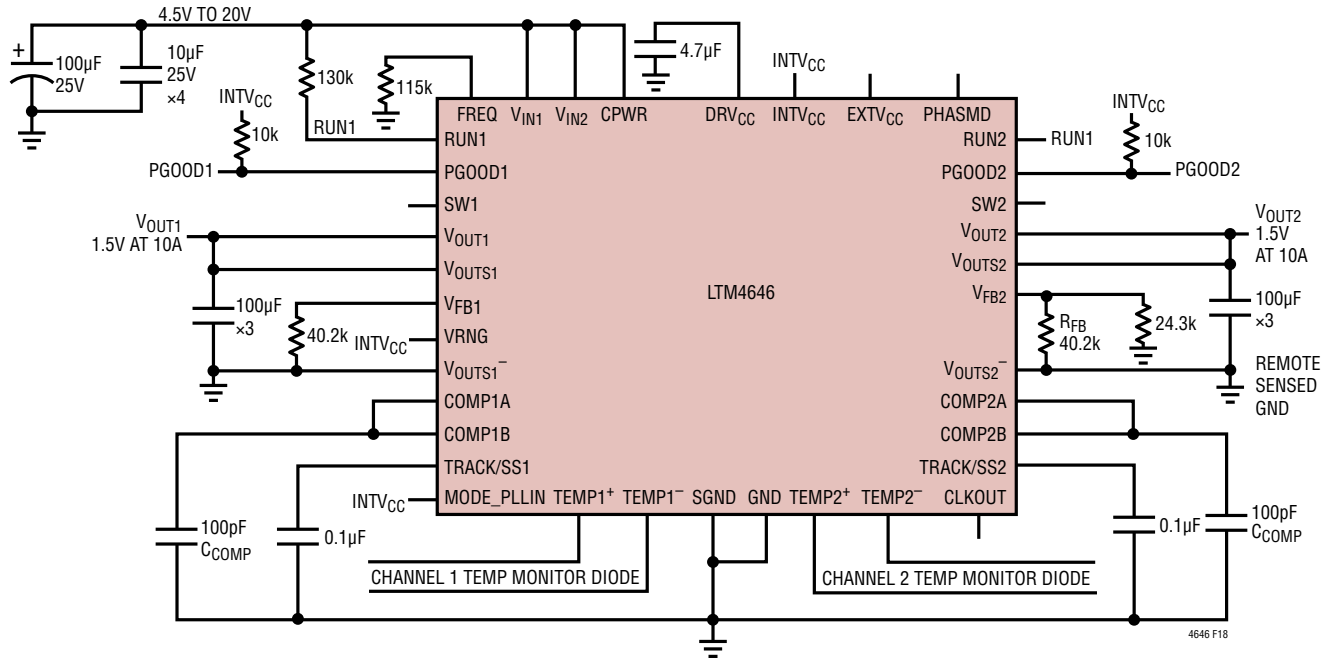 4.5V TO 20V
+
100µF
25V
10µF
25V
×4
130k
115k
4.7µF
INTVCC
INTVCC
10k
RUN1
PGOOD1
FREQ VIN1 VIN2 CPWR DRVCC INTVCC EXTVCC PHASMD
RUN1
PGOOD1
SW1
VOUT1
VOUTS1
VFB1
VRNG
VOUTS1–
COMP1A
COMP1B
TRACK/SS1
MODE_PLLIN TEMP1+ TEMP1– SGND GND TEMP2+ TEMP2– CLKOUT
LTM4646
RUN2
PGOOD2
SW2
VOUT2
VOUTS2
VFB2
VOUTS2–
COMP2A
COMP2B
TRACK/SS2
RUN1
INTVCC
10k
PGOOD2
VOUT1
1.5V AT 10A
100µF
×3
40.2k
INTVCC
INTVCC
100pF
CCOMP
0.1µF
VOUT2
1.5V
AT 10A
RFB
40.2k
24.3k
100µF
×3
REMOTE
SENSED
GND
0.1µF
100pF
CCOMP
CHANNEL 1 TEMP MONITOR DIODE
CHANNEL 2 TEMP MONITOR DIODE
4646 F18